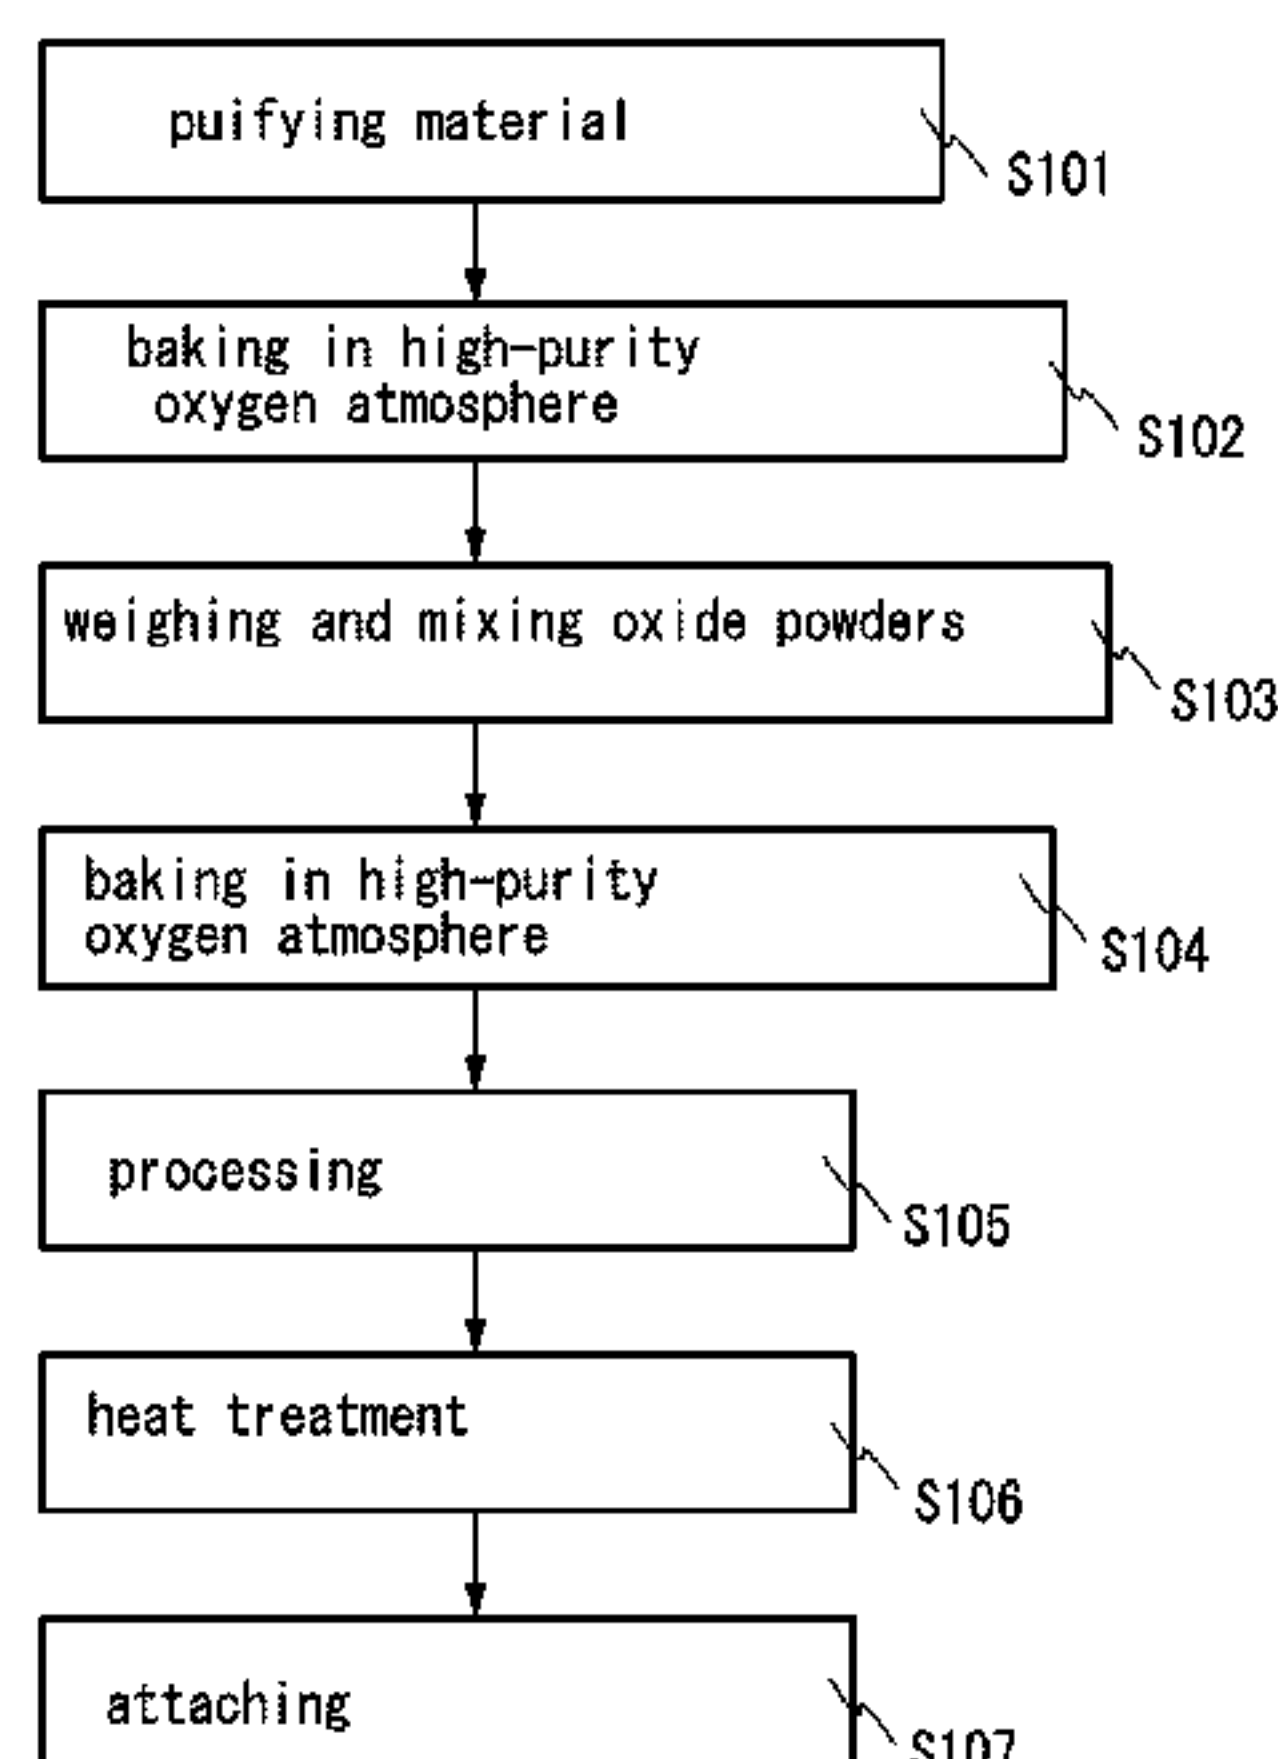 puifying material
S101
baking in high-purity
oxygen atmosphere
S102
weighing and mixing oxide powders
S103
baking in high-purity
oxygen atmosphere
S104
processing
S105
heat treatment
S106
attaching
S107